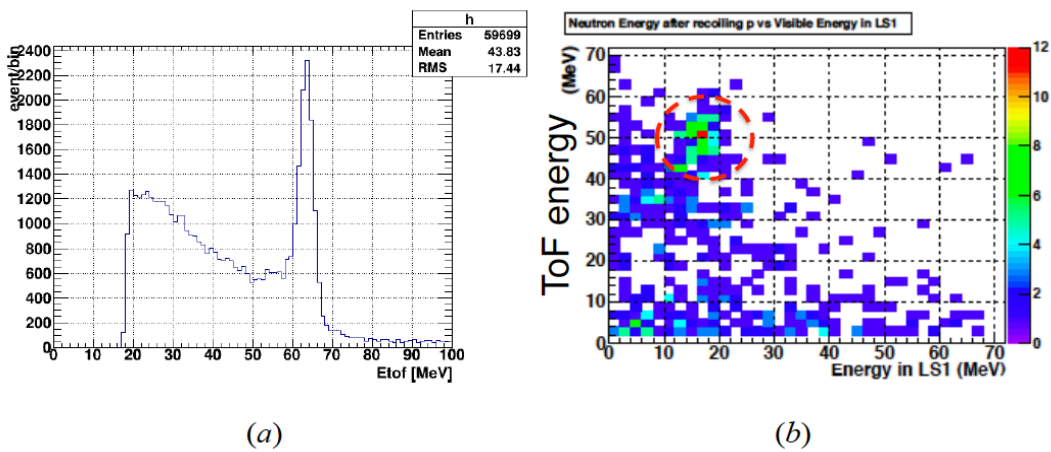 h
Entries 59699
Mean 43.83
RMS 17.44
event/bin
2400
2200
2000
1800
1600
1400
1200
1000
800
600
400
200
0
0 10 20 30 40 50 60 70 80 90 100
Etof [MeV]
(a)
Neutron Energy after recoiling p vs Visible Energy in LS1
ToF energy
(MeV)
70
60
50
40
30
20
10
0
0 10 20 30 40 50 60 70
Energy in LS1 (MeV)
12
10
8
6
4
2
0
(b)